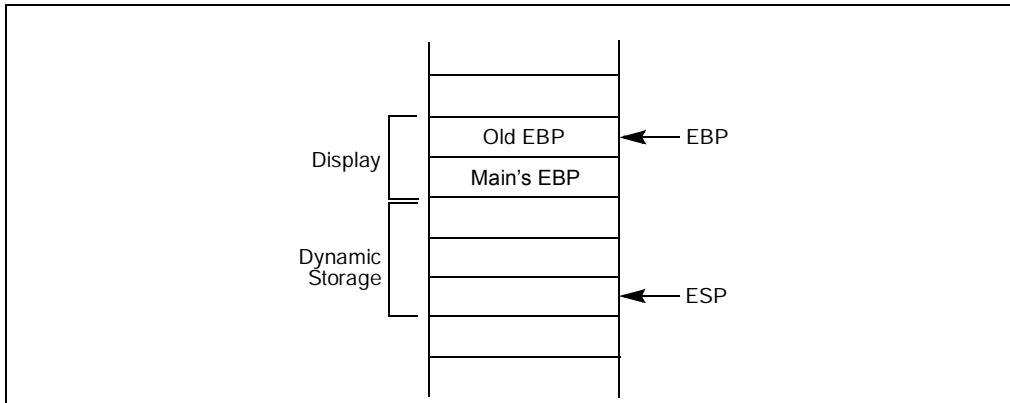 Old EBP
EBP
Display
Main's EBP
Dynamic
Storage
ESP